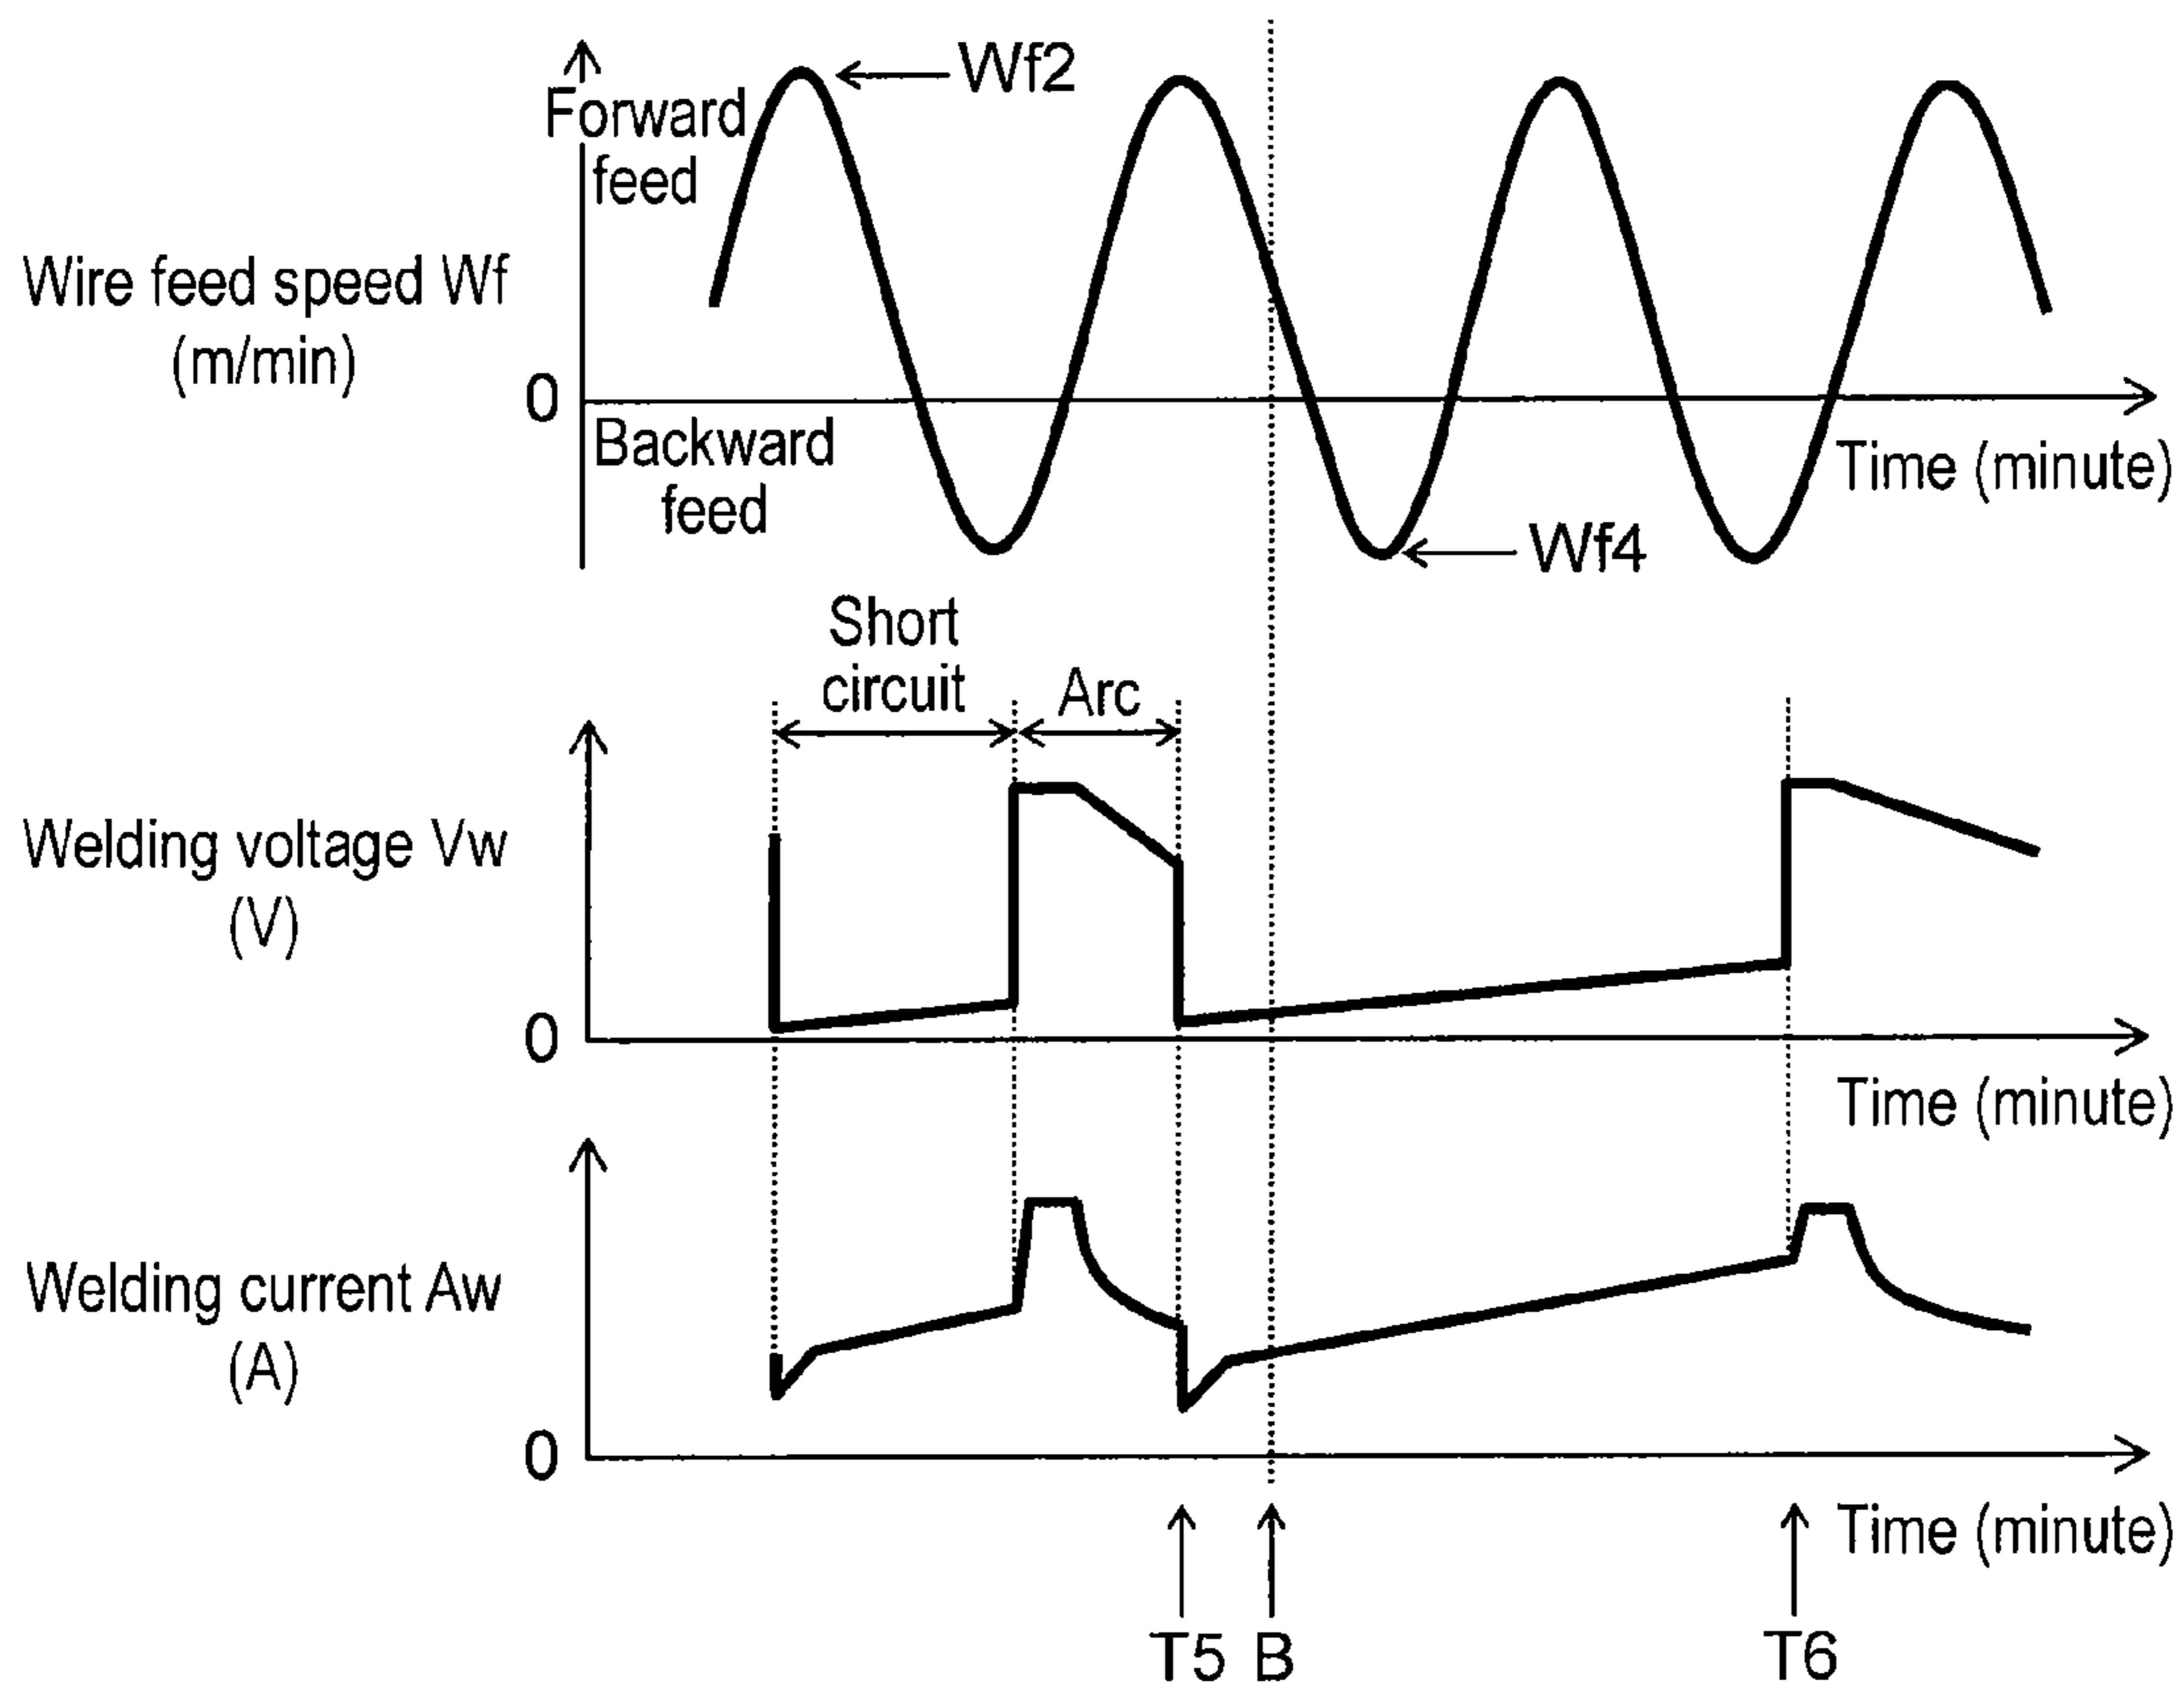 Wf2
Forward
feed
Wire feed speed Wf
(m/min)
0
Backward
feed
Time (minute)
Wf4
Short
circuit
Arc
Welding voltage Vw
(V)
0
Time (minute)
Welding current Aw
(A)
0
Time (minute)
T5 B T6